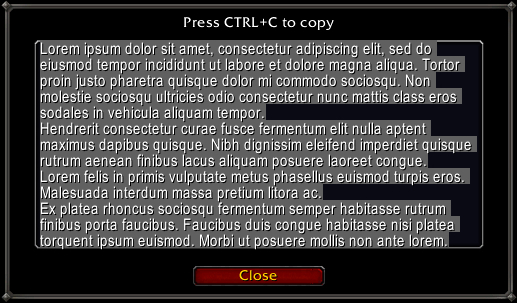 Press CTRL+C to copy
Lorem ipsum dolor sit amet, consectetur adipiscing elit, sed do
eiusmod tempor incididunt ut labore et dolore magna aliqua. Tortor
proin justo pharetra quisque dolor mi commodo sociosqu. Non
molestie sociosqu ultricies odio consectetur nunc mattis class eros
sodales in vehicula aliquam tempor.
Hendrerit consectetur curae fusce fermentum elit nulla aptent
maximus dapibus quisque. Nibh dignissim eleifend imperdiet quisque
rutrum aenean finibus lacus aliquam posuere laoreet congue.
Lorem felis in primis vulputate metus phasellus euismod turpis eros.
Malesuada interdum massa pretium litora ac.
Ex platea rhoncus sociosqu fermentum semper habitasse rutrum
finibus porta faucibus. Faucibus duis congue habitasse nisi platea
torquent ipsum euismod. Morbi ut posuere mollis non ante lorem.
Close